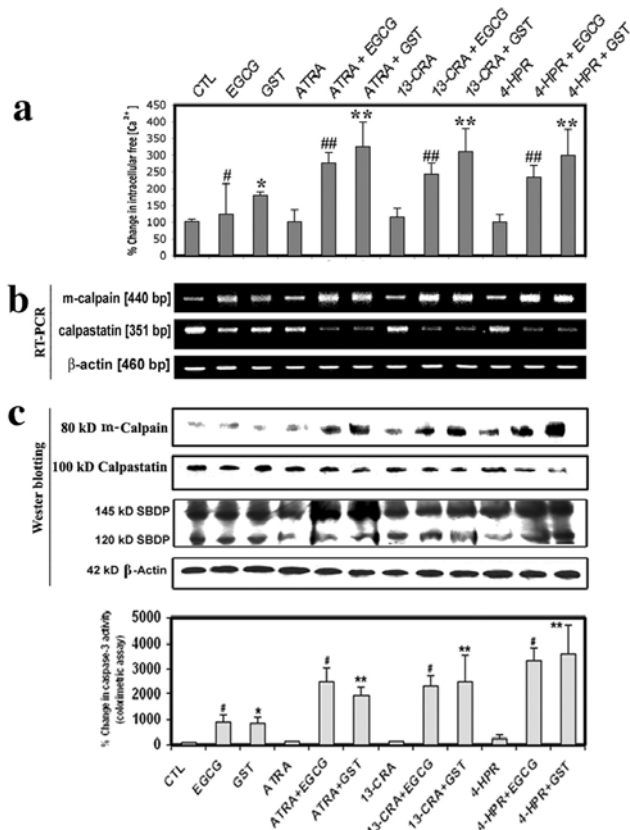 CTL
EGCG
GST
ATRA
ATRA + EGCG
ATRA + GST
13-CRA
13-CRA + EGCG
13-CRA + GST
4-HPR
4-HPR + EGCG
4-HPR + GST
a
% Change in intracellular free [Ca²⁺]
450
400
350
300
250
200
150
100
50
0
# * ## ** ## ** ## **
b
RT-PCR
m-calpain [440 bp]
calpastatin [351 bp]
β-actin [460 bp]
c
Wester blotting
80 kD m-Calpain
100 kD Calpastatin
145 kD SBDP
120 kD SBDP
42 kD β-Actin
% Change in caspase-3 activity
(colorimetric assay)
5000
4000
3000
2000
1000
0
# * # ** # ** # **
CTL
EGCG
GST
ATRA
ATRA+EGCG
ATRA+GST
13-CRA
13-CRA+EGCG
13-CRA+GST
4-HPR
4-HPR+EGCG
4-HPR+GST